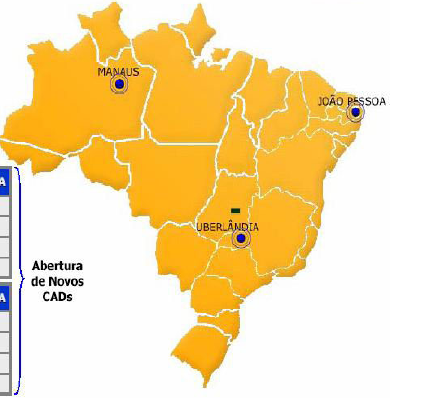 MANAUS
JOÃO PESSOA
UBERLÂNDIA
A
Abertura
de Novos
CADs
A